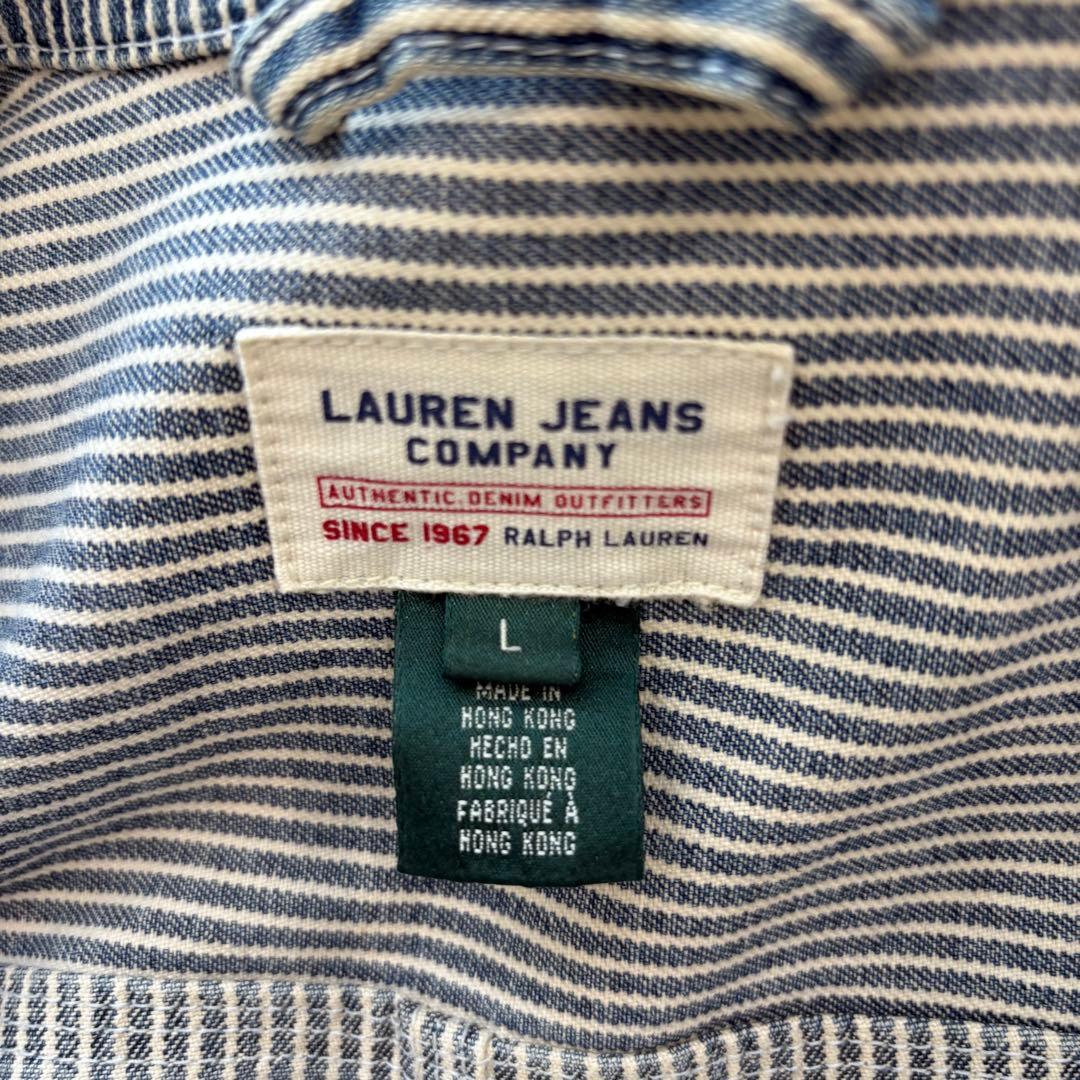 LAUREN JEANS
COMPANY
AUTHENTIC DENIM OUTFITTERS
SINCE 1967 RALPH LAUREN
L
MADE IN
HONG KONG
HECHO EN
HONG KONG
FABRIQUÉ À
HONG KONG